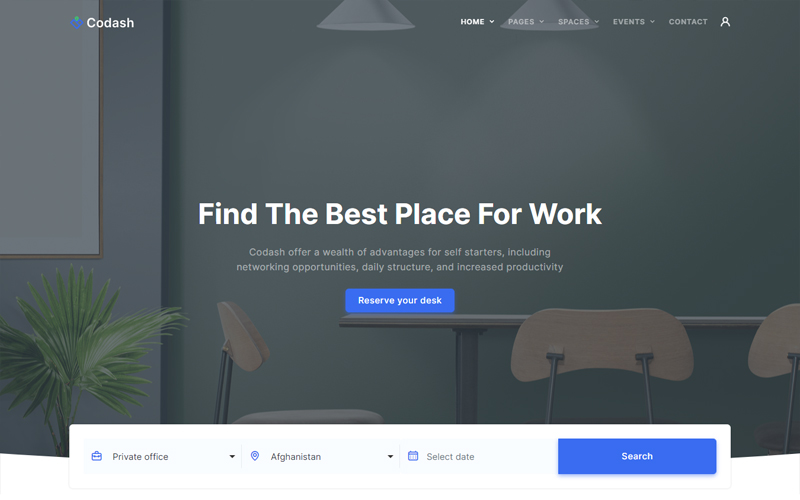 Codash
HOME PAGES SPACES EVENTS CONTACT
Find The Best Place For Work
Codash offer a wealth of advantages for self starters, including
networking opportunities, daily structure, and increased productivity
Reserve your desk
Private office Afghanistan Select date Search